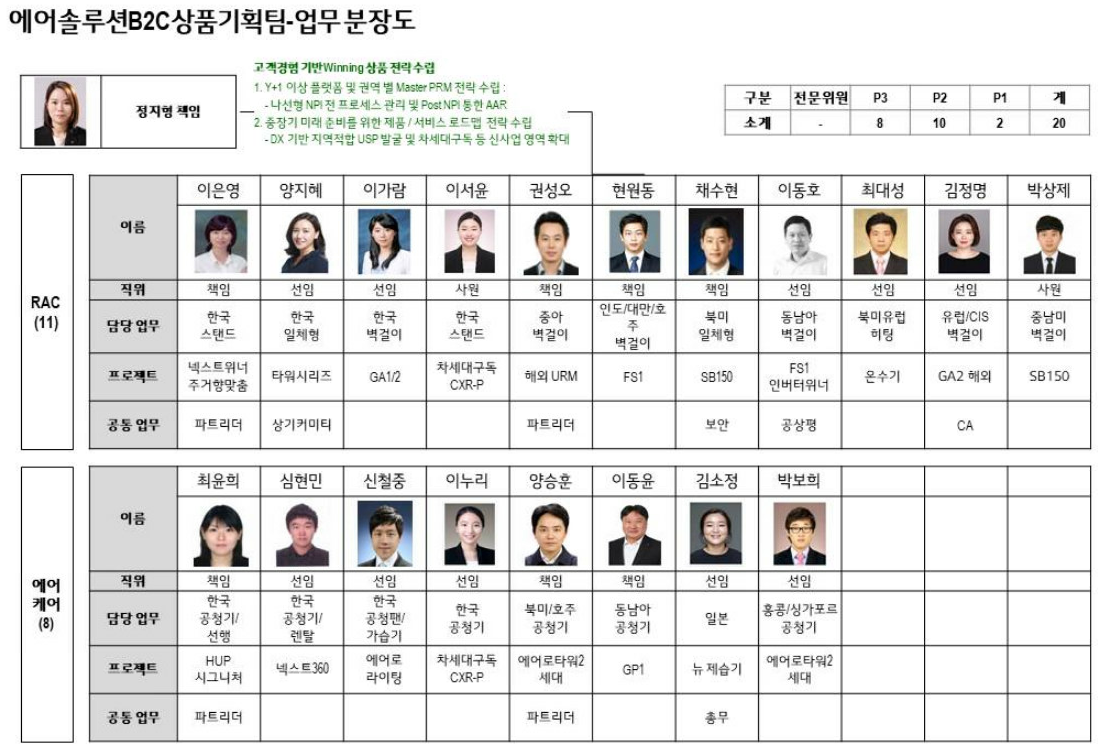 에어솔루션B2C상품기획팀-업무 분장도
정지형 책임
고객경험 기반 Winning 상품 전략수립
1. Y+1 이상 플랫폼 및 권역 별 Master PRM 전략 수립 :
- 나선형 NPI 전 프로세스 관리 및 Post NPI 통한 AAR
2. 중장기 미래 준비를 위한 제품 / 서비스 로드맵 전략 수립
- DX 기반 지역적합 USP 발굴 및 차세대구독 등 신사업 영역 확대
구분 전문위원 P3 P2 P1 계
소계 - 8 10 2 20
RAC
(11)
이름 이은영 양지혜 이가람 이서윤 권성오 현원동 채수현 이동호 최대성 김정명 박상제
직위 책임 선임 선임 사원 책임 책임 책임 선임 선임 선임 사원
담당 업무 한국 스탠드 한국 일체형 한국 벽걸이 한국 스탠드 중아 벽걸이 인도/대만/호주 벽걸이 북미 일체형 동남아 벽걸이 북미유럽 히팅 유럽/CIS 벽걸이 중남미 벽걸이
프로젝트 넥스트위너 주거향맞춤 타워시리즈 GA1/2 차세대구독 CXR-P 해외 URM FS1 SB150 FS1 인버터위너 온수기 GA2 해외 SB150
공통 업무 파트리더 상기커미티 파트리더 보안 공상평 CA
에어
케어
(8)
이름 최윤희 심현민 신철중 이누리 양승훈 이동윤 김소정 박보희
직위 책임 선임 선임 선임 책임 책임 선임 선임
담당 업무 한국 공청기/ 선행 한국 공청기/ 렌탈 한국 공청팬/ 가습기 한국 공청기 북미/호주 공청기 동남아 공청기 일본 홍콩/싱가포르 공청기
프로젝트 HUP 시그니처 넥스트360 에어로 라이팅 차세대구독 CXR-P 에어로타워2 세대 GP1 뉴 제습기 에어로타워2 세대
공통 업무 파트리더 파트리더 총무